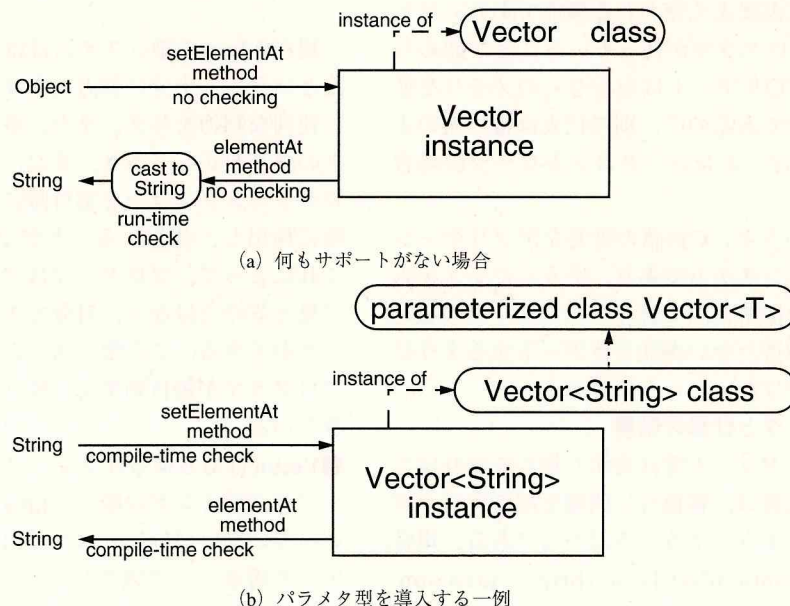 instance of
Vector class
setElementAt
method
Object
no checking
Vector
instance
elementAt
method
String
cast to
String
no checking
run-time
check
(a) 何もサポートがない場合
parameterized class Vector<T>
instance of
Vector<String> class
setElementAt
method
String
compile-time check
Vector<String>
instance
elementAt
method
String
compile-time check
(b) パラメタ型を導入する一例